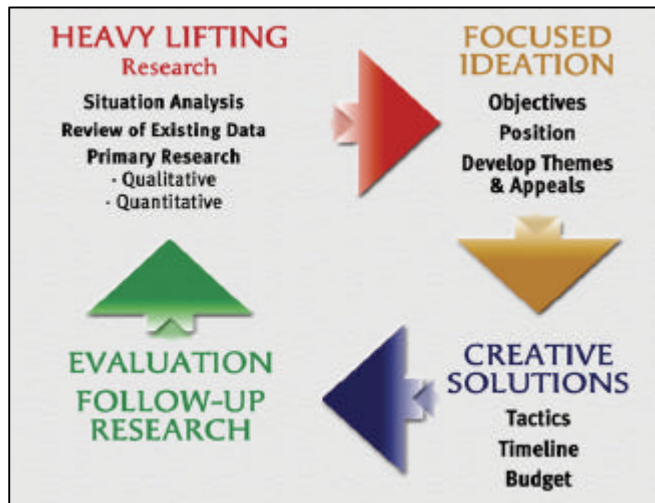 HEAVY LIFTING
Research
Situation Analysis
Review of Existing Data
Primary Research
- Qualitative
- Quantitative
FOCUSED
IDEATION
Objectives
Position
Develop Themes
& Appeals
CREATIVE
SOLUTIONS
Tactics
Timeline
Budget
EVALUATION
FOLLOW-UP
RESEARCH